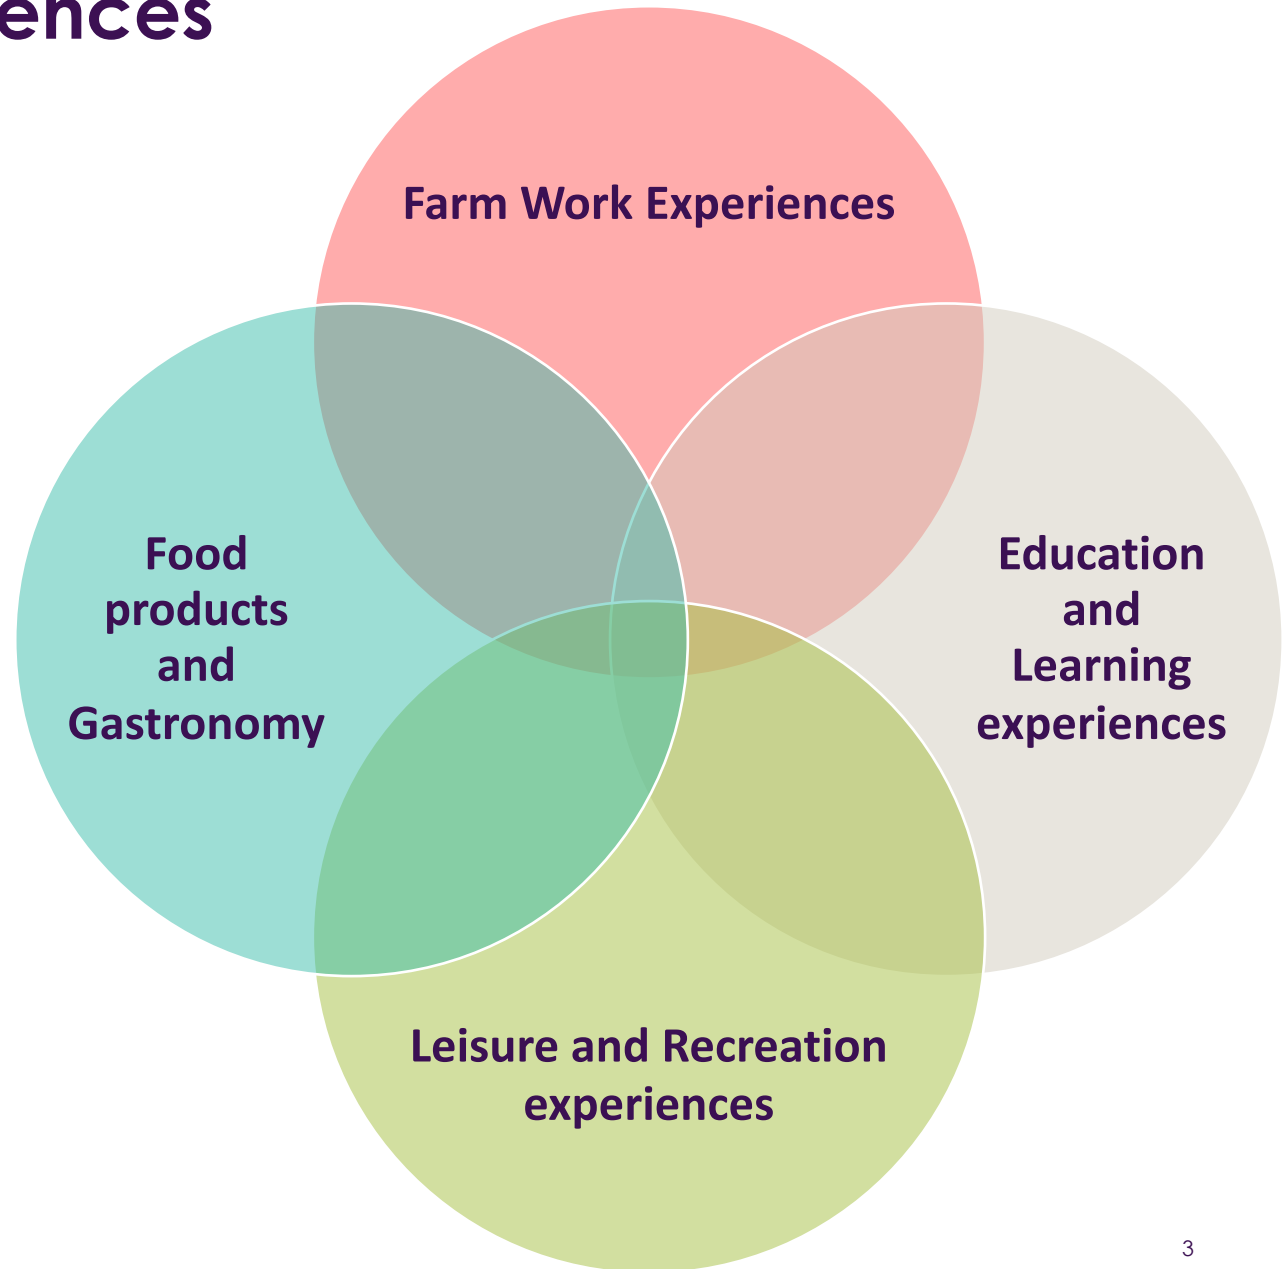 ences
Farm Work Experiences
Food
products
and
Gastronomy
Education
and
Learning
experiences
Leisure and Recreation
experiences
3